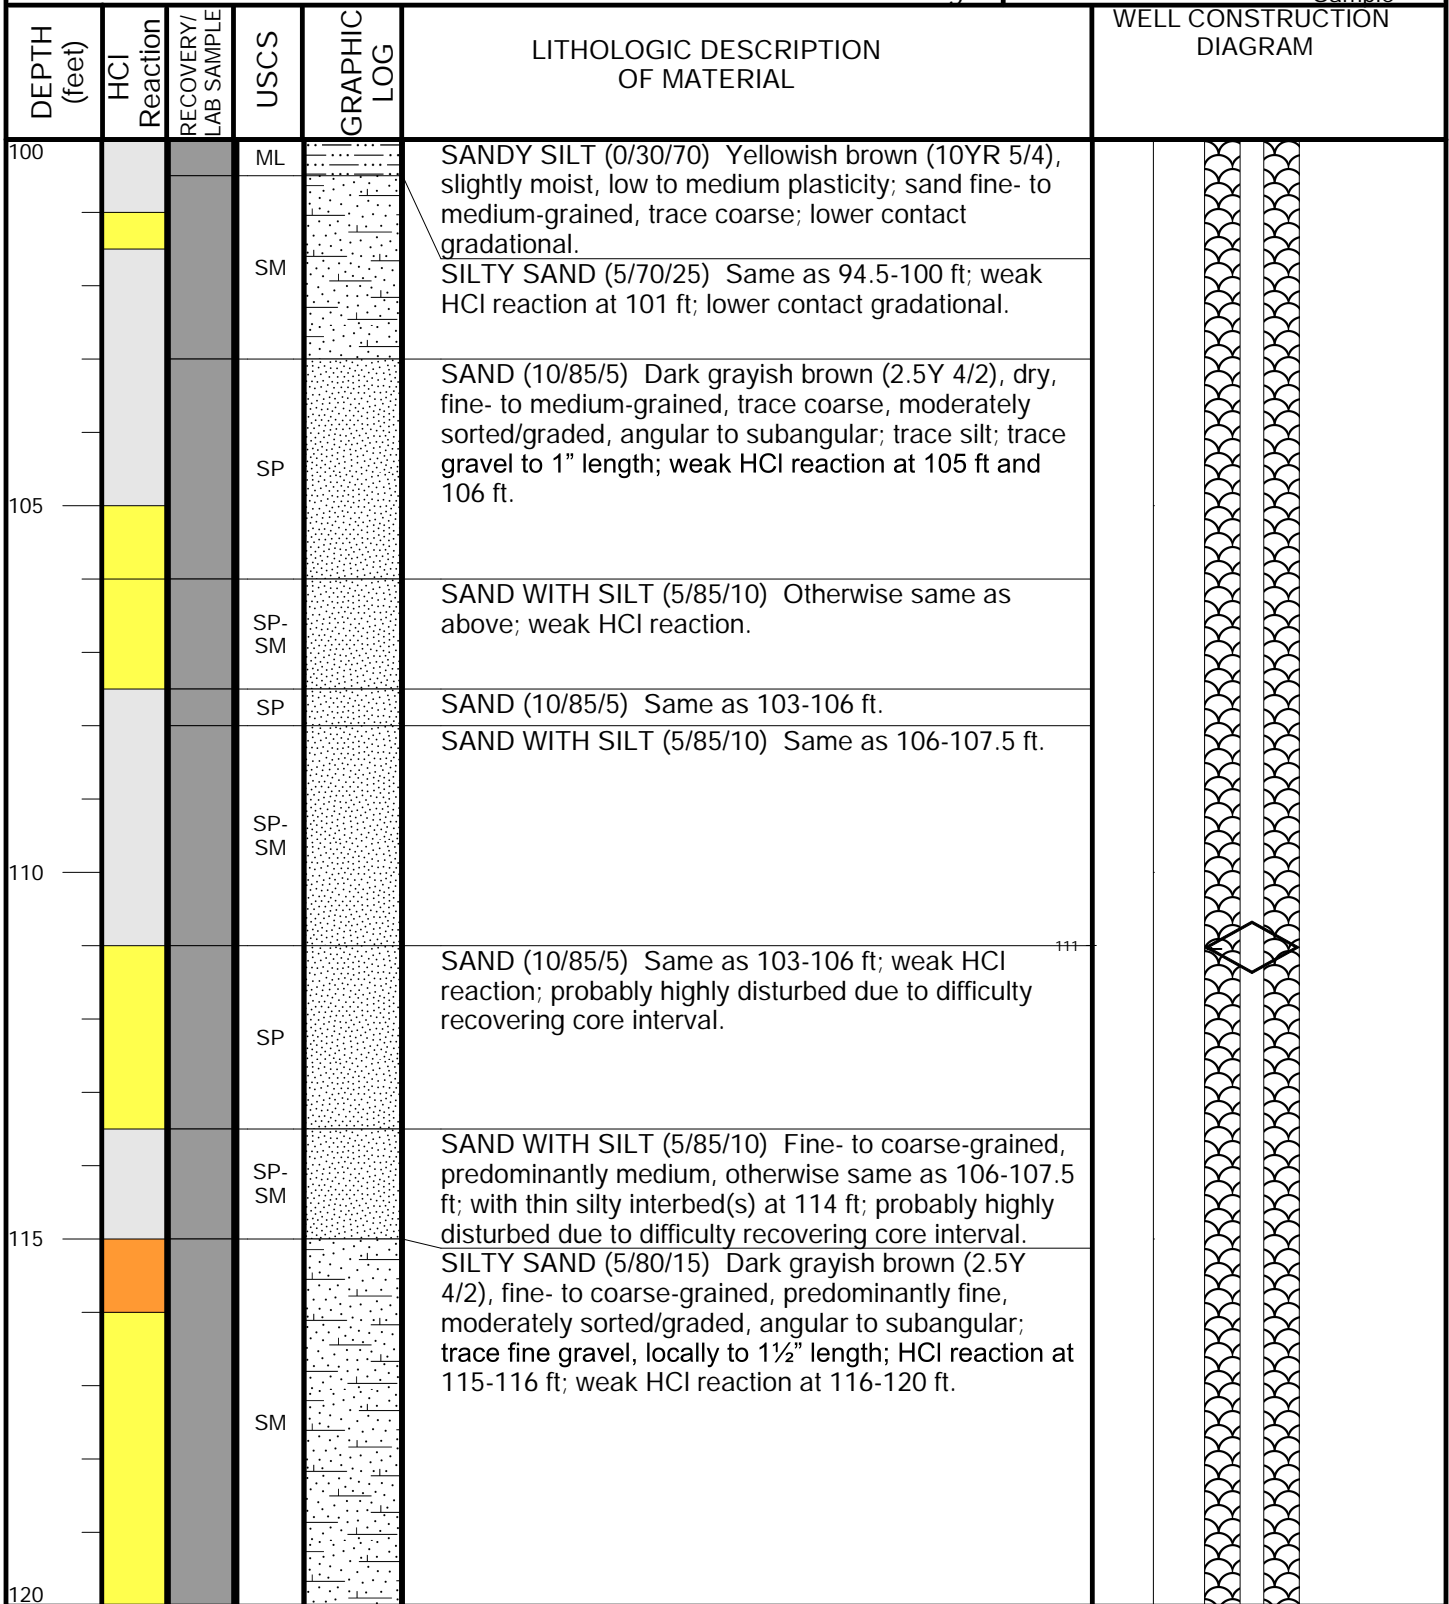 Sample
DEPTH
(feet)
HCl
Reaction
RECOVERY/
LAB SAMPLE
USCS
GRAPHIC
LOG
LITHOLOGIC DESCRIPTION
OF MATERIAL
WELL CONSTRUCTION
DIAGRAM
100
ML
SANDY SILT (0/30/70) Yellowish brown (10YR 5/4),
slightly moist, low to medium plasticity; sand fine- to
medium-grained, trace coarse; lower contact
gradational.
SM
SILTY SAND (5/70/25) Same as 94.5-100 ft; weak
HCl reaction at 101 ft; lower contact gradational.
SP
SAND (10/85/5) Dark grayish brown (2.5Y 4/2), dry,
fine- to medium-grained, trace coarse, moderately
sorted/graded, angular to subangular; trace silt; trace
gravel to 1” length; weak HCl reaction at 105 ft and
106 ft.
105
SP-
SM
SAND WITH SILT (5/85/10) Otherwise same as
above; weak HCl reaction.
SP
SAND (10/85/5) Same as 103-106 ft.
SP-
SM
SAND WITH SILT (5/85/10) Same as 106-107.5 ft.
110
111
SP
SAND (10/85/5) Same as 103-106 ft; weak HCl
reaction; probably highly disturbed due to difficulty
recovering core interval.
SP-
SM
SAND WITH SILT (5/85/10) Fine- to coarse-grained,
predominantly medium, otherwise same as 106-107.5
ft; with thin silty interbed(s) at 114 ft; probably highly
disturbed due to difficulty recovering core interval.
115
SM
SILTY SAND (5/80/15) Dark grayish brown (2.5Y
4/2), fine- to coarse-grained, predominantly fine,
moderately sorted/graded, angular to subangular;
trace fine gravel, locally to 1½” length; HCl reaction at
115-116 ft; weak HCl reaction at 116-120 ft.
120